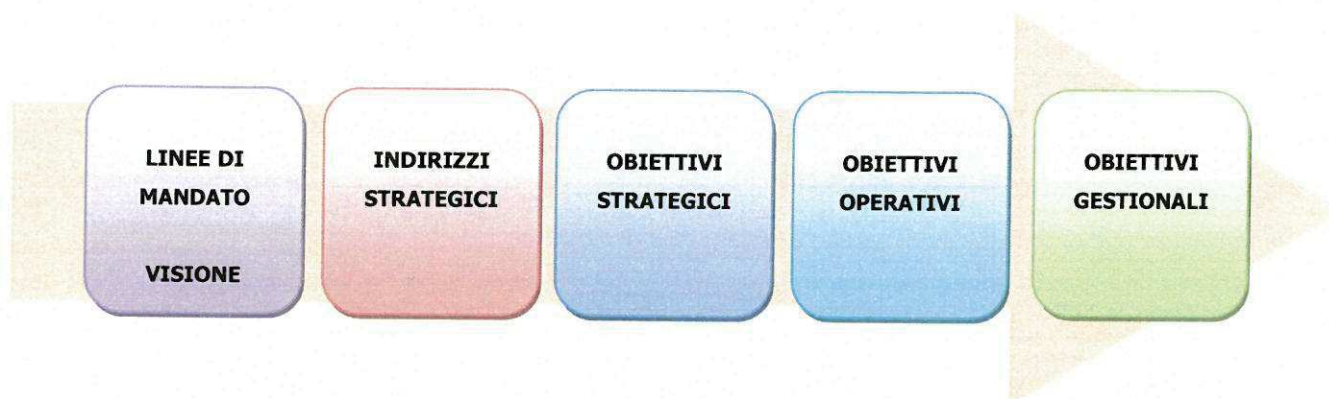 LINEE DI
MANDATO
VISIONE
INDIRIZZI
STRATEGICI
OBIETTIVI
STRATEGICI
OBIETTIVI
OPERATIVI
OBIETTIVI
GESTIONALI